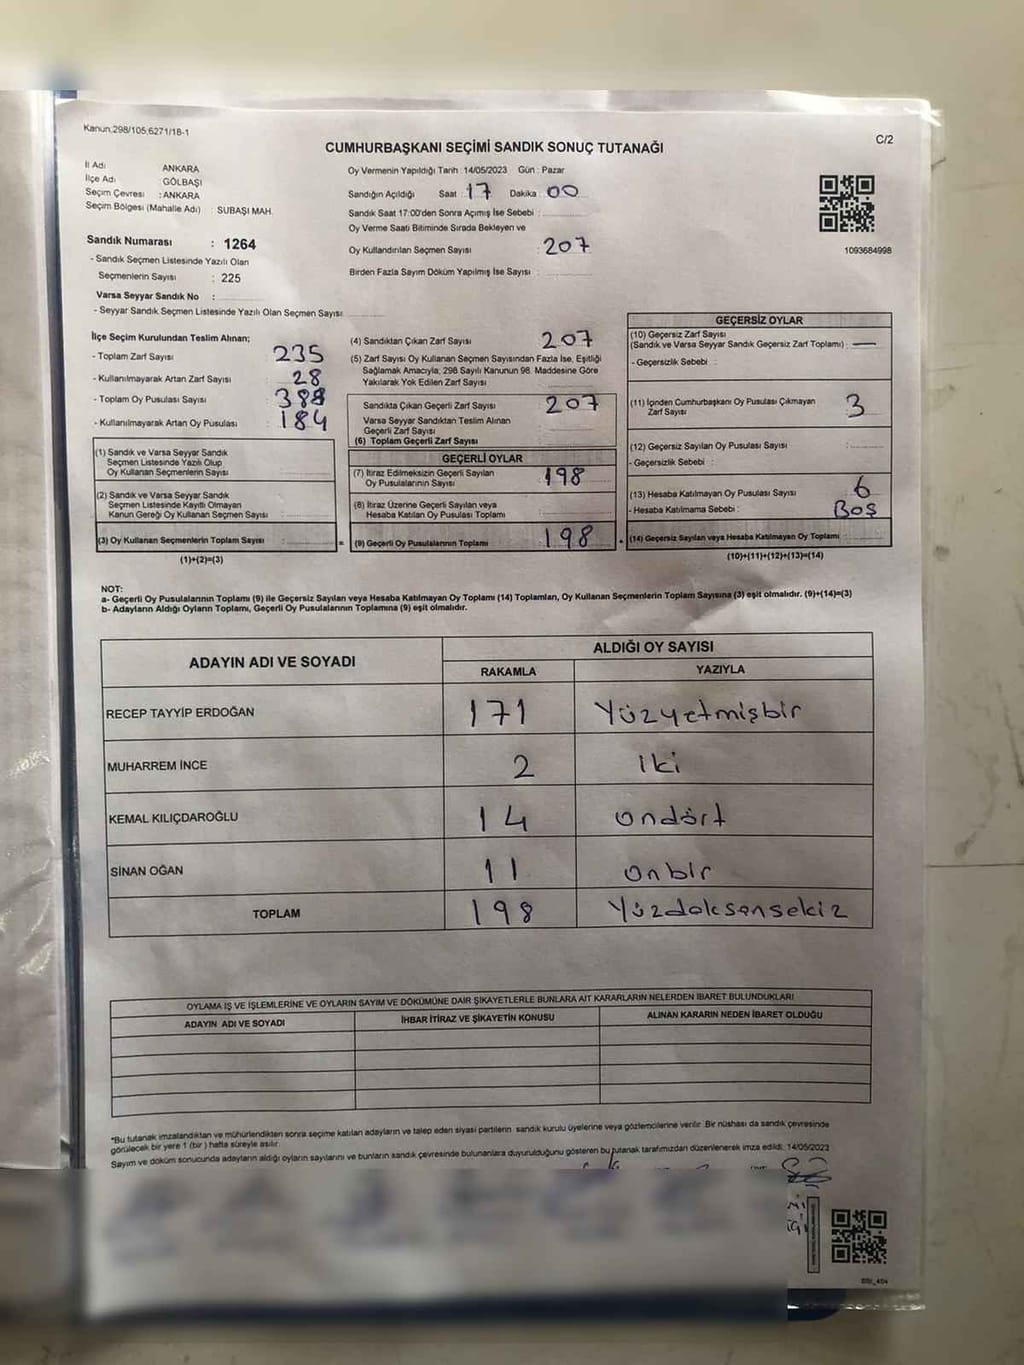 Kanun;298/105;6271/18-1
C/2
CUMHURBAŞKANI SEÇİMİ SANDIK SONUÇ TUTANAĞI
İl Adı ANKARA
İlçe Adı : GÖLBAŞI
Seçim Çevresi : ANKARA
Seçim Bölgesi (Mahalle Adı) : SUBAŞI MAH.
Sandık Numarası : 1264
- Sandık Seçmen Listesinde Yazılı Olan
Seçmenlerin Sayısı : 225
Varsa Seyyar Sandık No :
- Seyyar Sandık Seçmen Listesinde Yazılı Olan Seçmen Sayısı:
Oy Vermenin Yapıldığı Tarih : 14/05/2023 Gün : Pazar
Sandığın Açıldığı Saat : 17 Dakika : 00
Sandık Saat 17:00'den Sonra Açımış İse Sebebi :
Oy Verme Saati Bitiminde Sırada Bekleyen ve
Oy Kullandırılan Seçmen Sayısı : 207
Birden Fazla Sayım Döküm Yapılmış İse Sayısı :
1093684998
İlçe Seçim Kurulundan Teslim Alınan;
- Toplam Zarf Sayısı : 235
- Kullanılmayarak Artan Zarf Sayısı : 28
- Toplam Oy Pusulası Sayısı : 388
- Kullanılmayarak Artan Oy Pusulası : 184
(1) Sandık ve Varsa Seyyar Sandık
Seçmen Listesinde Yazılı Olup
Oy Kullanan Seçmenlerin Sayısı :
(2) Sandık ve Varsa Seyyar Sandık
Seçmen Listesinde Kayıtlı Olmayan
Kanun Gereği Oy Kullanan Seçmen Sayısı :
(3) Oy Kullanan Seçmenlerin Toplam Sayısı :
(1)+(2)=(3)
(4) Sandıktan Çıkan Zarf Sayısı : 207
(5) Zarf Sayısı Oy Kullanan Seçmen Sayısından Fazla İse, Eşitliği
Sağlamak Amacıyla, 298 Sayılı Kanunun 98. Maddesine Göre
Yakılarak Yok Edilen Zarf Sayısı :
Sandıkta Çıkan Geçerli Zarf Sayısı : 207
Varsa Seyyar Sandıktan Teslim Alınan
Geçerli Zarf Sayısı :
(6) Toplam Geçerli Zarf Sayısı :
GEÇERLİ OYLAR
(7) İtiraz Edilmeksizin Geçerli Sayılan
Oy Pusulalarının Sayısı : 198
(8) İtiraz Üzerine Geçerli Sayılan veya
Hesaba Katılan Oy Pusulası Toplamı :
(9) Geçerli Oy Pusulalarının Toplamı : 198
GEÇERSİZ OYLAR
(10) Geçersiz Zarf Sayısı
(Sandık ve Varsa Seyyar Sandık Geçersiz Zarf Toplamı) : —
- Geçersizlik Sebebi :
(11) İçinden Cumhurbaşkanı Oy Pusulası Çıkmayan
Zarf Sayısı 3
(12) Geçersiz Sayılan Oy Pusulası Sayısı :
- Geçersizlik Sebebi :
(13) Hesaba Katılmayan Oy Pusulası Sayısı : 6
- Hesaba Katılmama Sebebi : BOŞ
(14) Geçersiz Sayılan veya Hesaba Katılmayan Oy Toplamı :
(10)+(11)+(12)+(13)=(14)
NOT:
a- Geçerli Oy Pusulalarının Toplamı (9) ile Geçersiz Sayılan veya Hesaba Katılmayan Oy Toplamı (14) Toplamları, Oy Kullanan Seçmenlerin Toplam Sayısına (3) eşit olmalıdır. (9)+(14)=(3)
b- Adayların Aldığı Oyların Toplamı, Geçerli Oy Pusulalarının Toplamına (9) eşit olmalıdır.
ADAYIN ADI VE SOYADI ALDIĞI OY SAYISI
RAKAMLA YAZIYLA
RECEP TAYYİP ERDOĞAN 171 Yüzyetmişbir
MUHARREM İNCE 2 iki
KEMAL KILIÇDAROĞLU 14 ondört
SİNAN OĞAN 11 onbir
TOPLAM 198 Yüzdoksensekiz
OYLAMA İŞ VE İŞLEMLERİNE VE OYLARIN SAYIM VE DÖKÜMÜNE DAİR ŞİKAYETLERLE BUNLARA AİT KARARLARIN NELERDEN İBARET BULUNDUKLARI
ADAYIN ADI VE SOYADI İHBAR İTİRAZ VE ŞİKAYETİN KONUSU ALINAN KARARIN NEDEN İBARET OLDUĞU
*Bu tutanak imzalandıktan ve mühürlendikten sonra seçime katılan adayların ve talep eden siyasi partilerin sandık kurulu üyelerine veya gözlemcilerine verilir. Bir nüshası da sandık çevresinde
görülecek bir yere 1 (bir) hafta süreyle asılır.
Sayım ve döküm sonucunda adayların aldığı oyların sayılarını ve bunların sandık çevresinde bulunanlara duyurulduğunu gösteren bu tutanak tarafımızdan düzenlenerek imza edildi. 14/05/2023